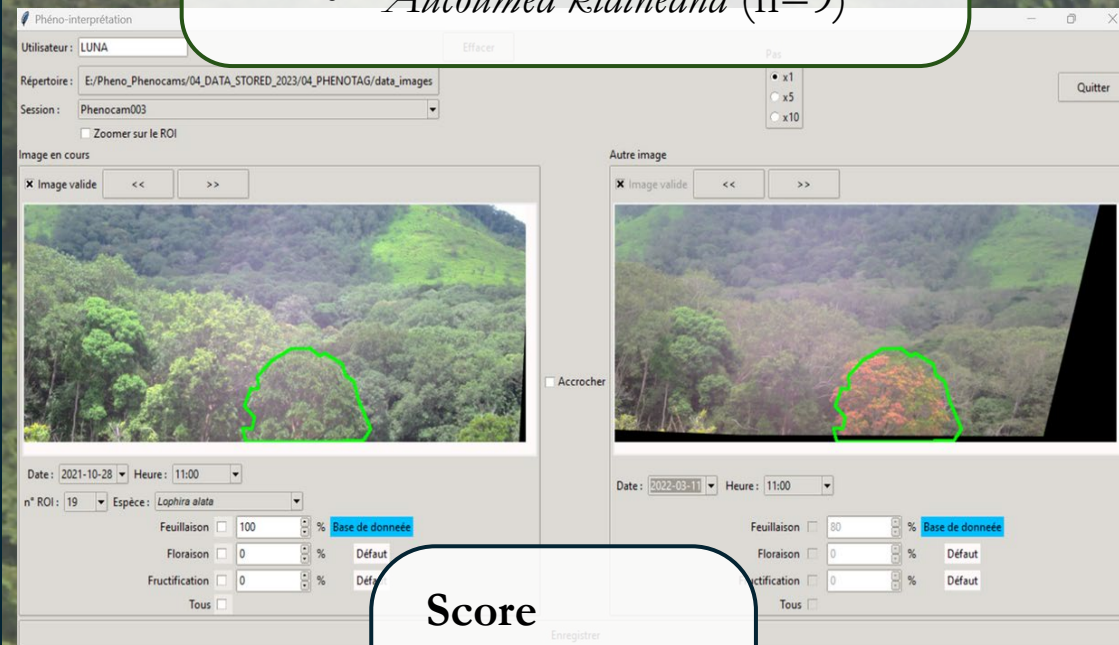 Aucoumea klaineana (n=9)
Phéno-interprétation
Utilisateur : LUNA Effacer
Pas
Répertoire : E:/Pheno_Phenocams/04_DATA_STORED_2023/04_PHENOTAG/data_images
x1
Quitter
Session : Phenocam003
x5
Zoomer sur le ROI
x10
Image en cours
Autre image
Image valide << >>
Image valide << >>
Accrocher
Date : 2021-10-28 Heure : 11:00
Date : 2022-03-11 Heure : 11:00
n° ROI : 19 Espèce : Lophira alata
Feuillaison 100 % Base de donneée
Feuillaison 80 % Base de donneée
Floraison 0 % Défaut
Floraison 0 % Défaut
Fructification 0 %
Fructification 0 % Défaut
Tous
Tous
Score
Enregistrer